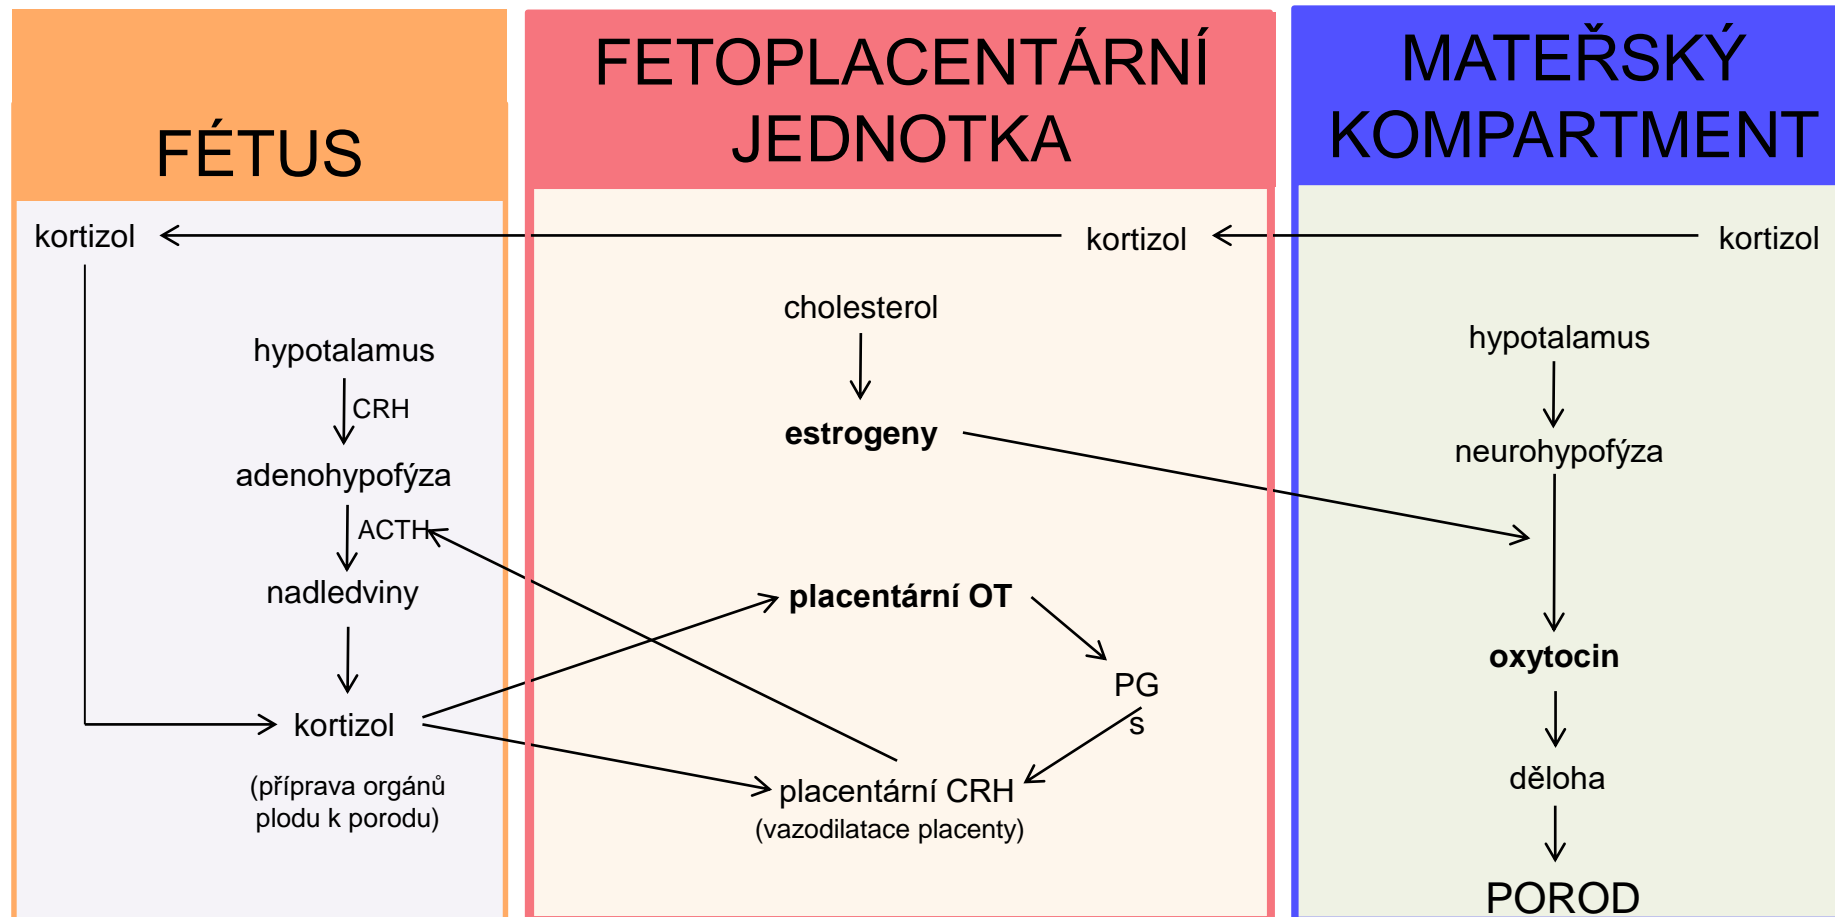 FÉTUS
kortizol
hypotalamus
CRH
adenohypofýza
ACTH
nadledviny
kortizol
(příprava orgánů
plodu k porodu)
FETOPLACENTÁRNÍ
JEDNOTKA
kortizol
cholesterol
estrogeny
placentární OT
PG
s
placentární CRH
(vazodilatace placenty)
MATEŘSKÝ
KOMPARTMENT
kortizol
hypotalamus
neurohypofýza
oxytocin
děloha
POROD